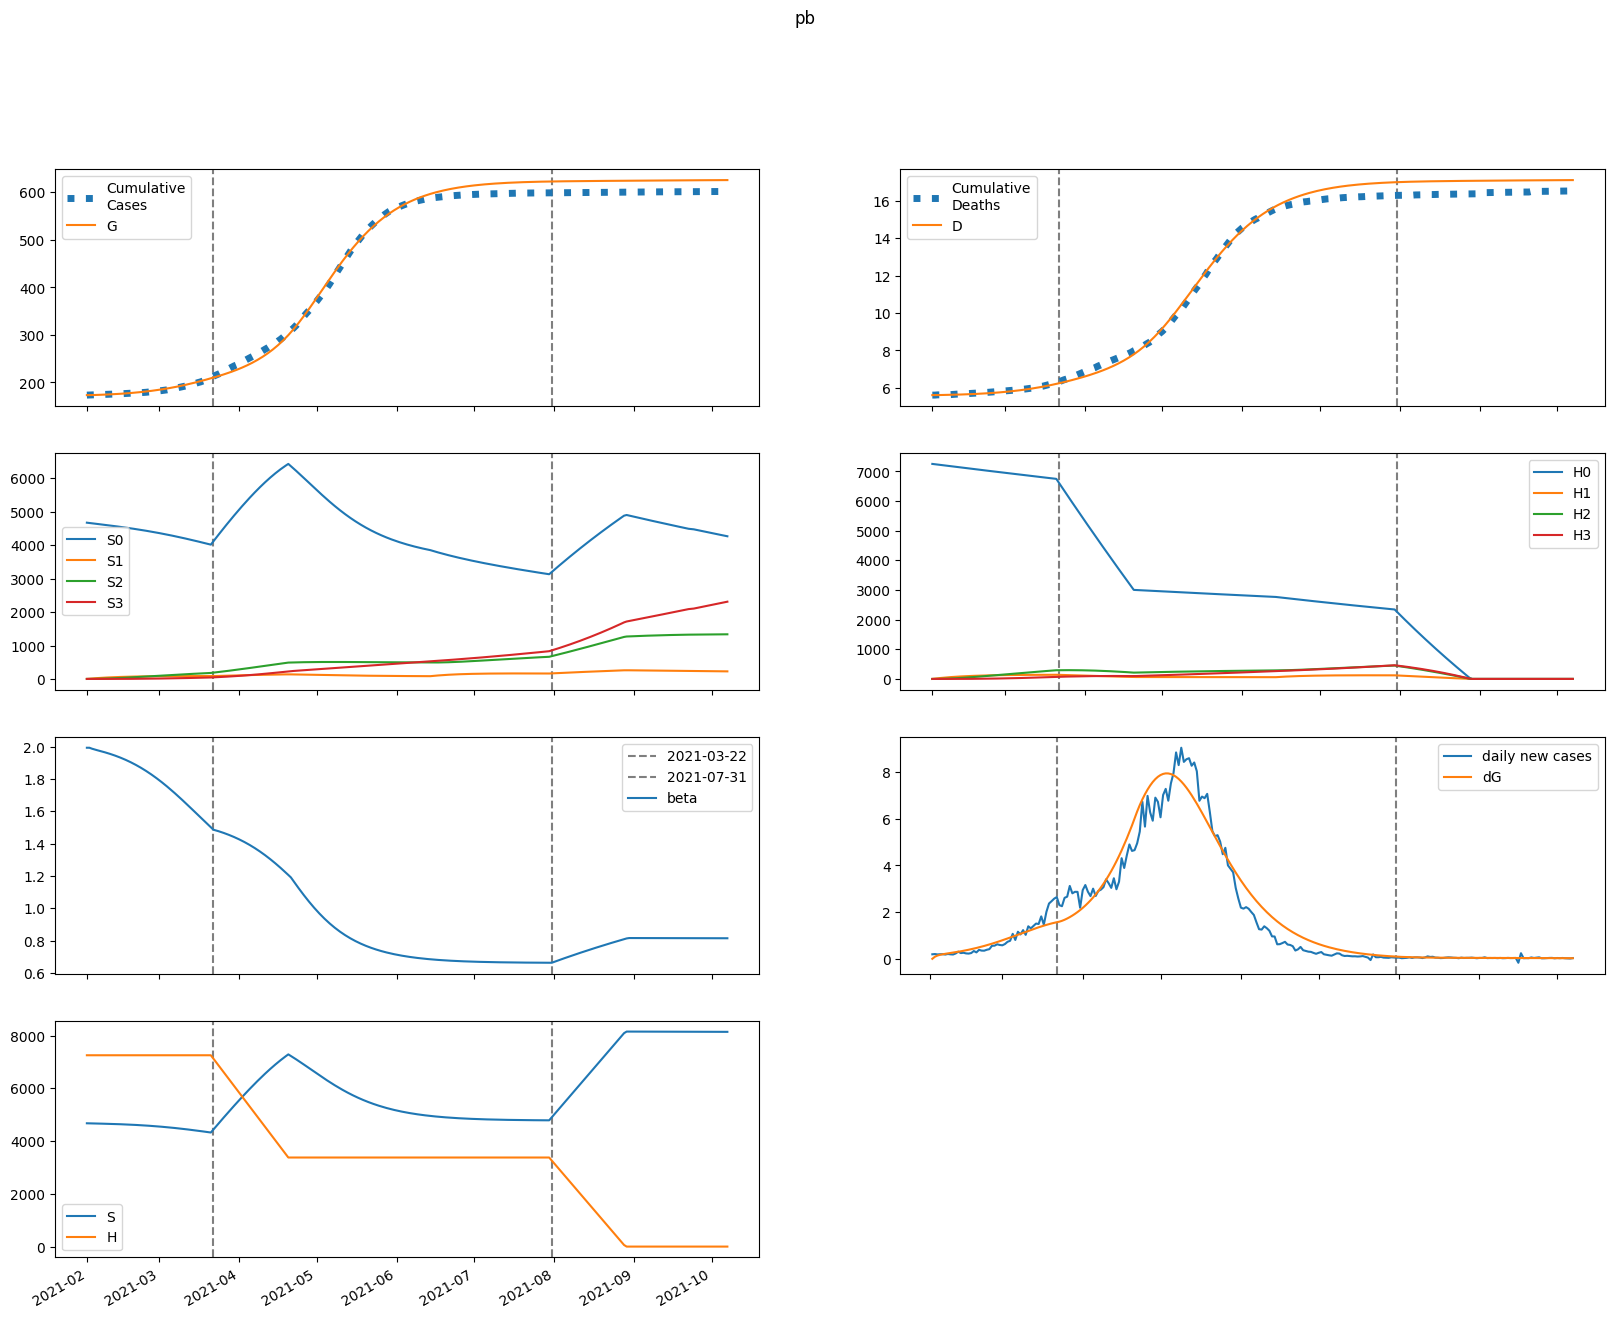 pb
600
500
400
300
200
Cumulative
Cases
G
16
14
12
10
8
6
Cumulative
Deaths
D
6000
5000
4000
3000
2000
1000
0
S0
S1
S2
S3
7000
6000
5000
4000
3000
2000
1000
0
H0
H1
H2
H3
2.0
1.8
1.6
1.4
1.2
1.0
0.8
0.6
2021-03-22
2021-07-31
beta
8
6
4
2
0
daily new cases
dG
8000
6000
4000
2000
0
S
H
2021-02
2021-03
2021-04
2021-05
2021-06
2021-07
2021-08
2021-09
2021-10